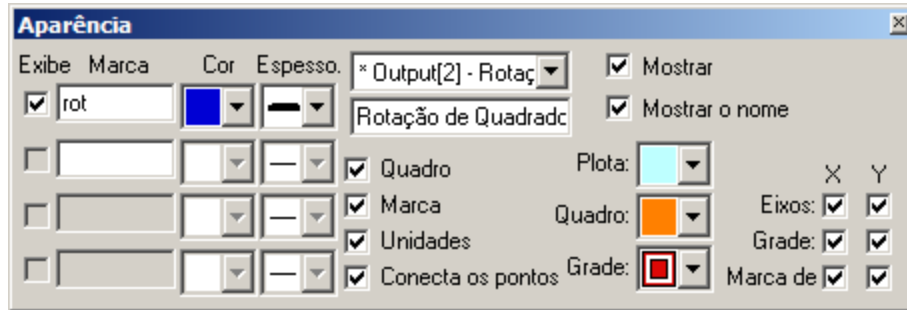 Aparência
Exibe Marca Cor Espesso.
* Output[2] - Rotaç
Mostrar
rot
Rotação de Quadrado
Mostrar o nome
Quadro
Plota:
X Y
Marca
Quadro:
Eixos:
Unidades
Grade:
Conecta os pontos
Grade:
Marca de